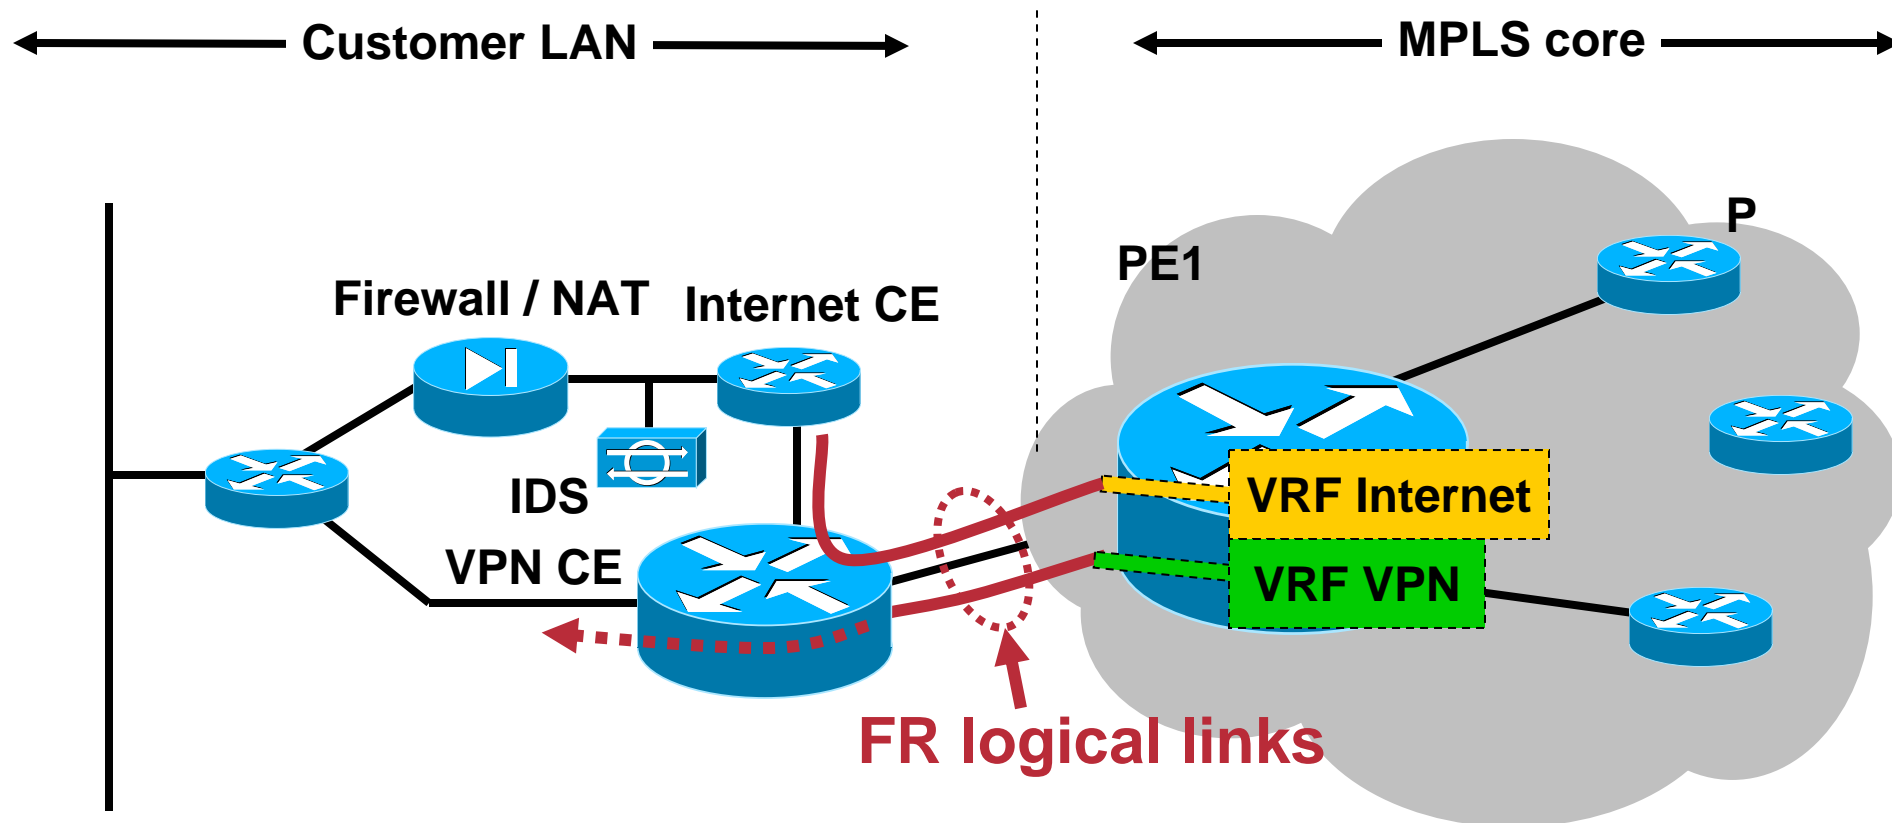 Customer LAN
MPLS core
P
PE1
Firewall / NAT
Internet CE
IDS
VRF Internet
VPN CE
VRF VPN
FR logical links